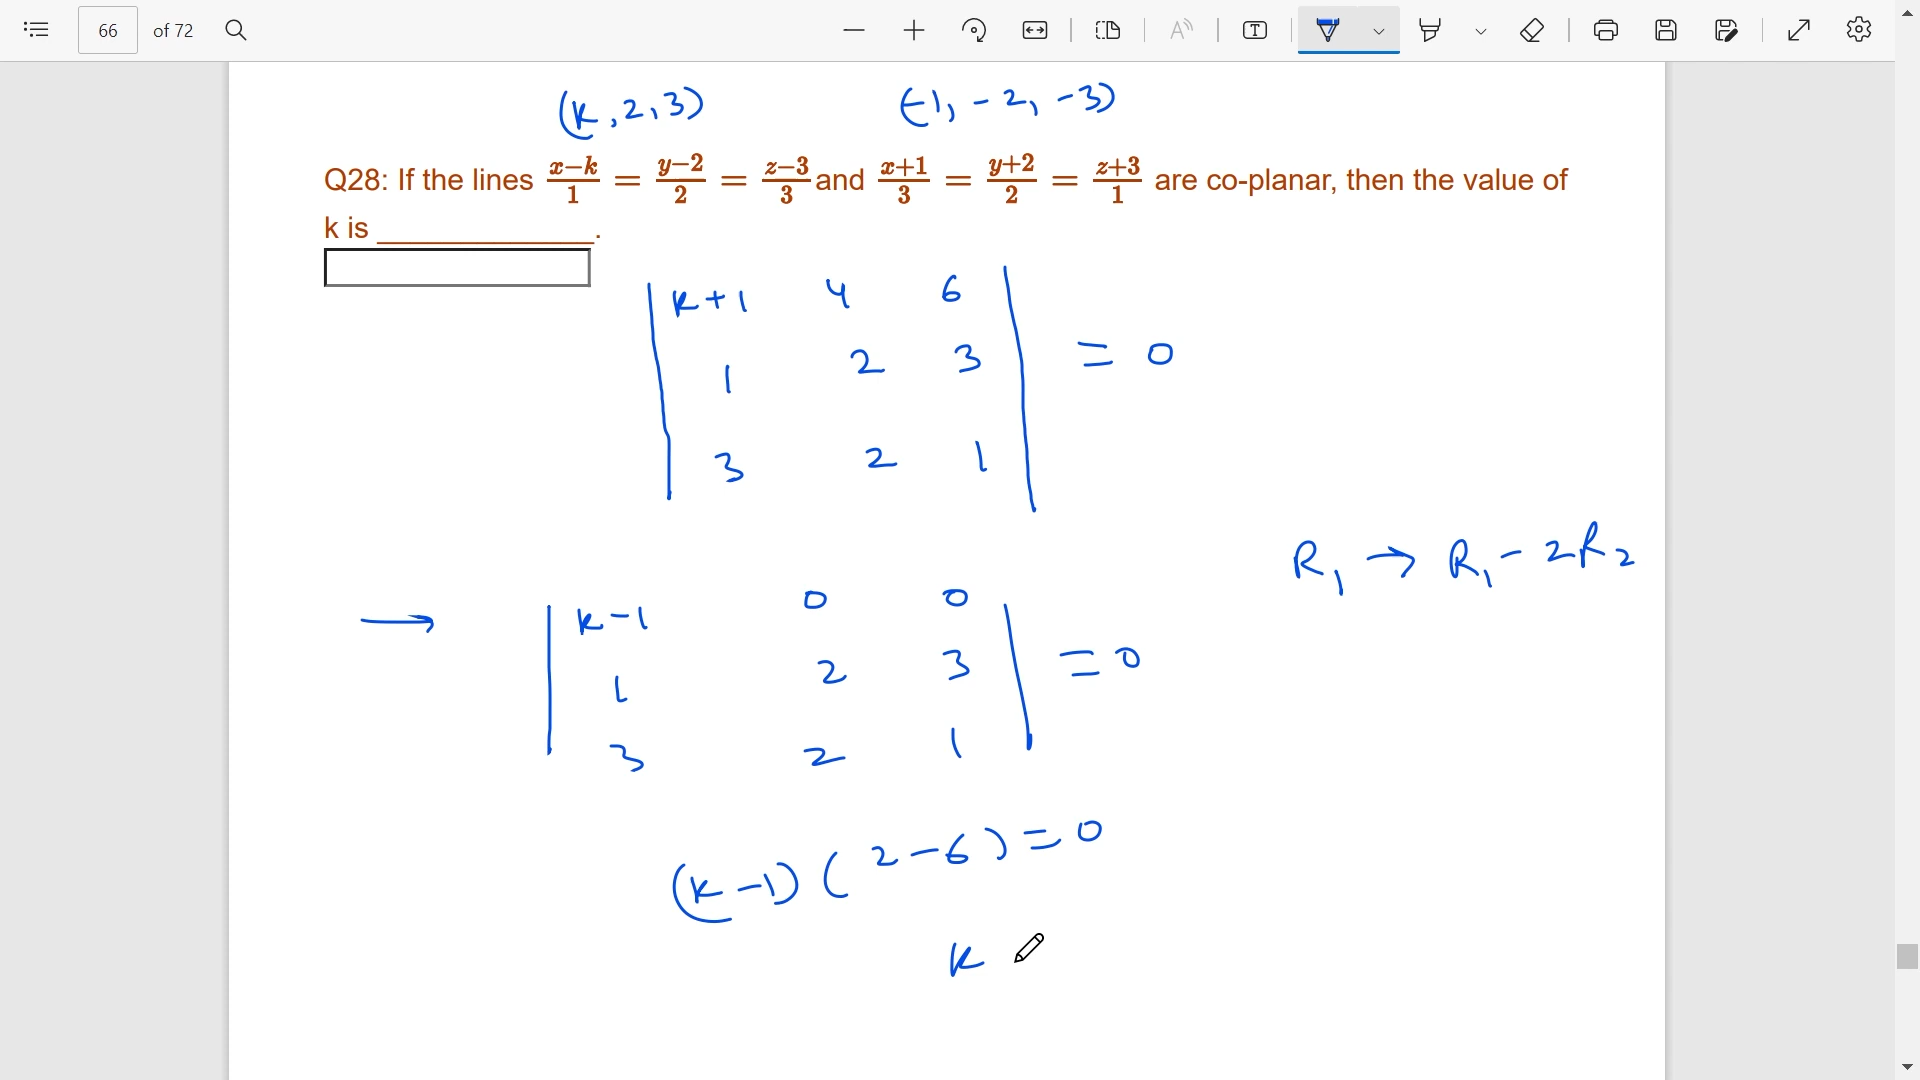 66 of 72
(k, 2, 3) (-1, -2, -3)
Q28: If the lines x−k/1 = y−2/2 = z−3/3 and x+1/3 = y+2/2 = z+3/1 are co-planar, then the value of
k is ______________.
| k+1 4 6 |
| 1 2 3 | = 0
| 3 2 1 |
R₁ → R₁ - 2R₂
→ | k-1 0 0 |
| 1 2 3 | = 0
| 3 2 1 |
(k-1) (2-6) = 0
k